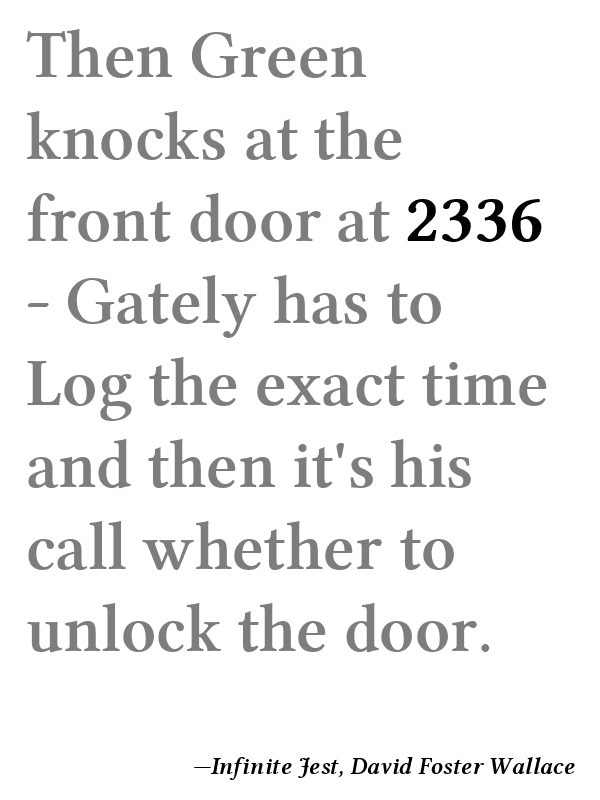 Then Green
knocks at the
front door at 2336
- Gately has to
Log the exact time
and then it's his
call whether to
unlock the door.
—Infinite Jest, David Foster Wallace